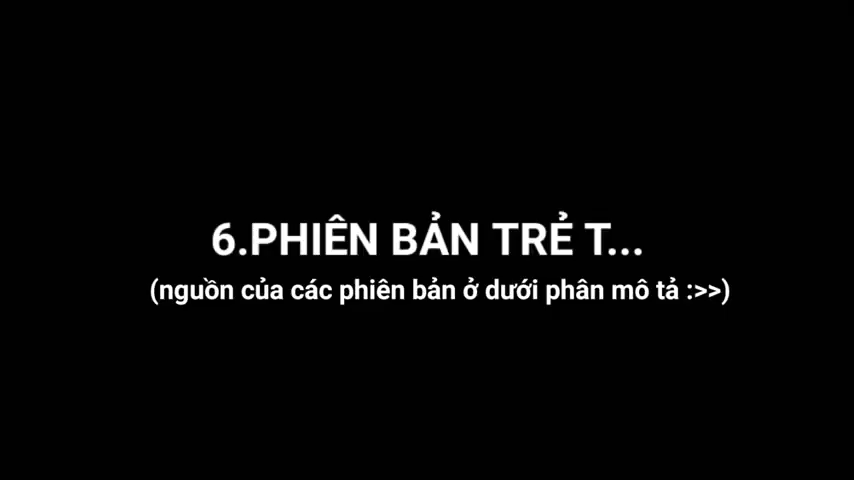 6.PHIÊN BẢN TRẺ T...
(nguồn của các phiên bản ở dưới phân mô tả :>>)